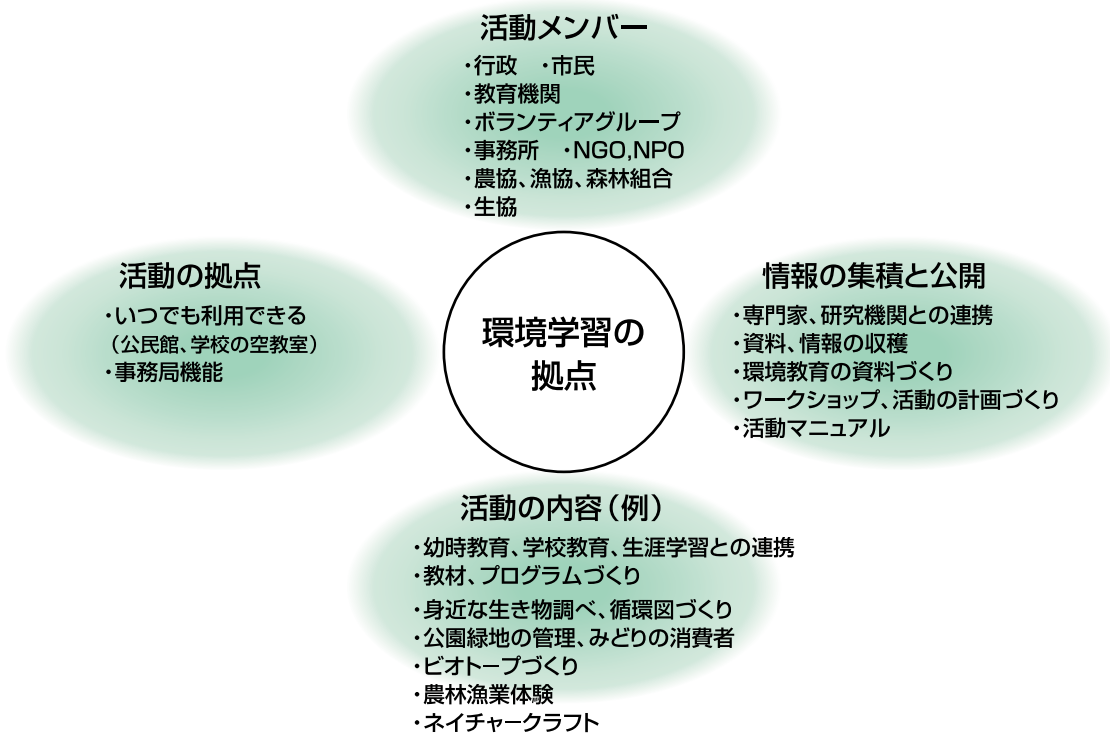 活動メンバー
・行政　・市民
・教育機関
・ボランティアグループ
・事務所　・NGO,NPO
・農協、漁協、森林組合
・生協
活動の拠点
・いつでも利用できる
（公民館、学校の空教室）
・事務局機能
環境学習の
拠点
情報の集積と公開
・専門家、研究機関との連携
・資料、情報の収穫
・環境教育の資料づくり
・ワークショップ、活動の計画づくり
・活動マニュアル
活動の内容（例）
・幼時教育、学校教育、生涯学習との連携
・教材、プログラムづくり
・身近な生き物調べ、循環図づくり
・公園緑地の管理、みどりの消費者
・ビオトープづくり
・農林漁業体験
・ネイチャークラフト